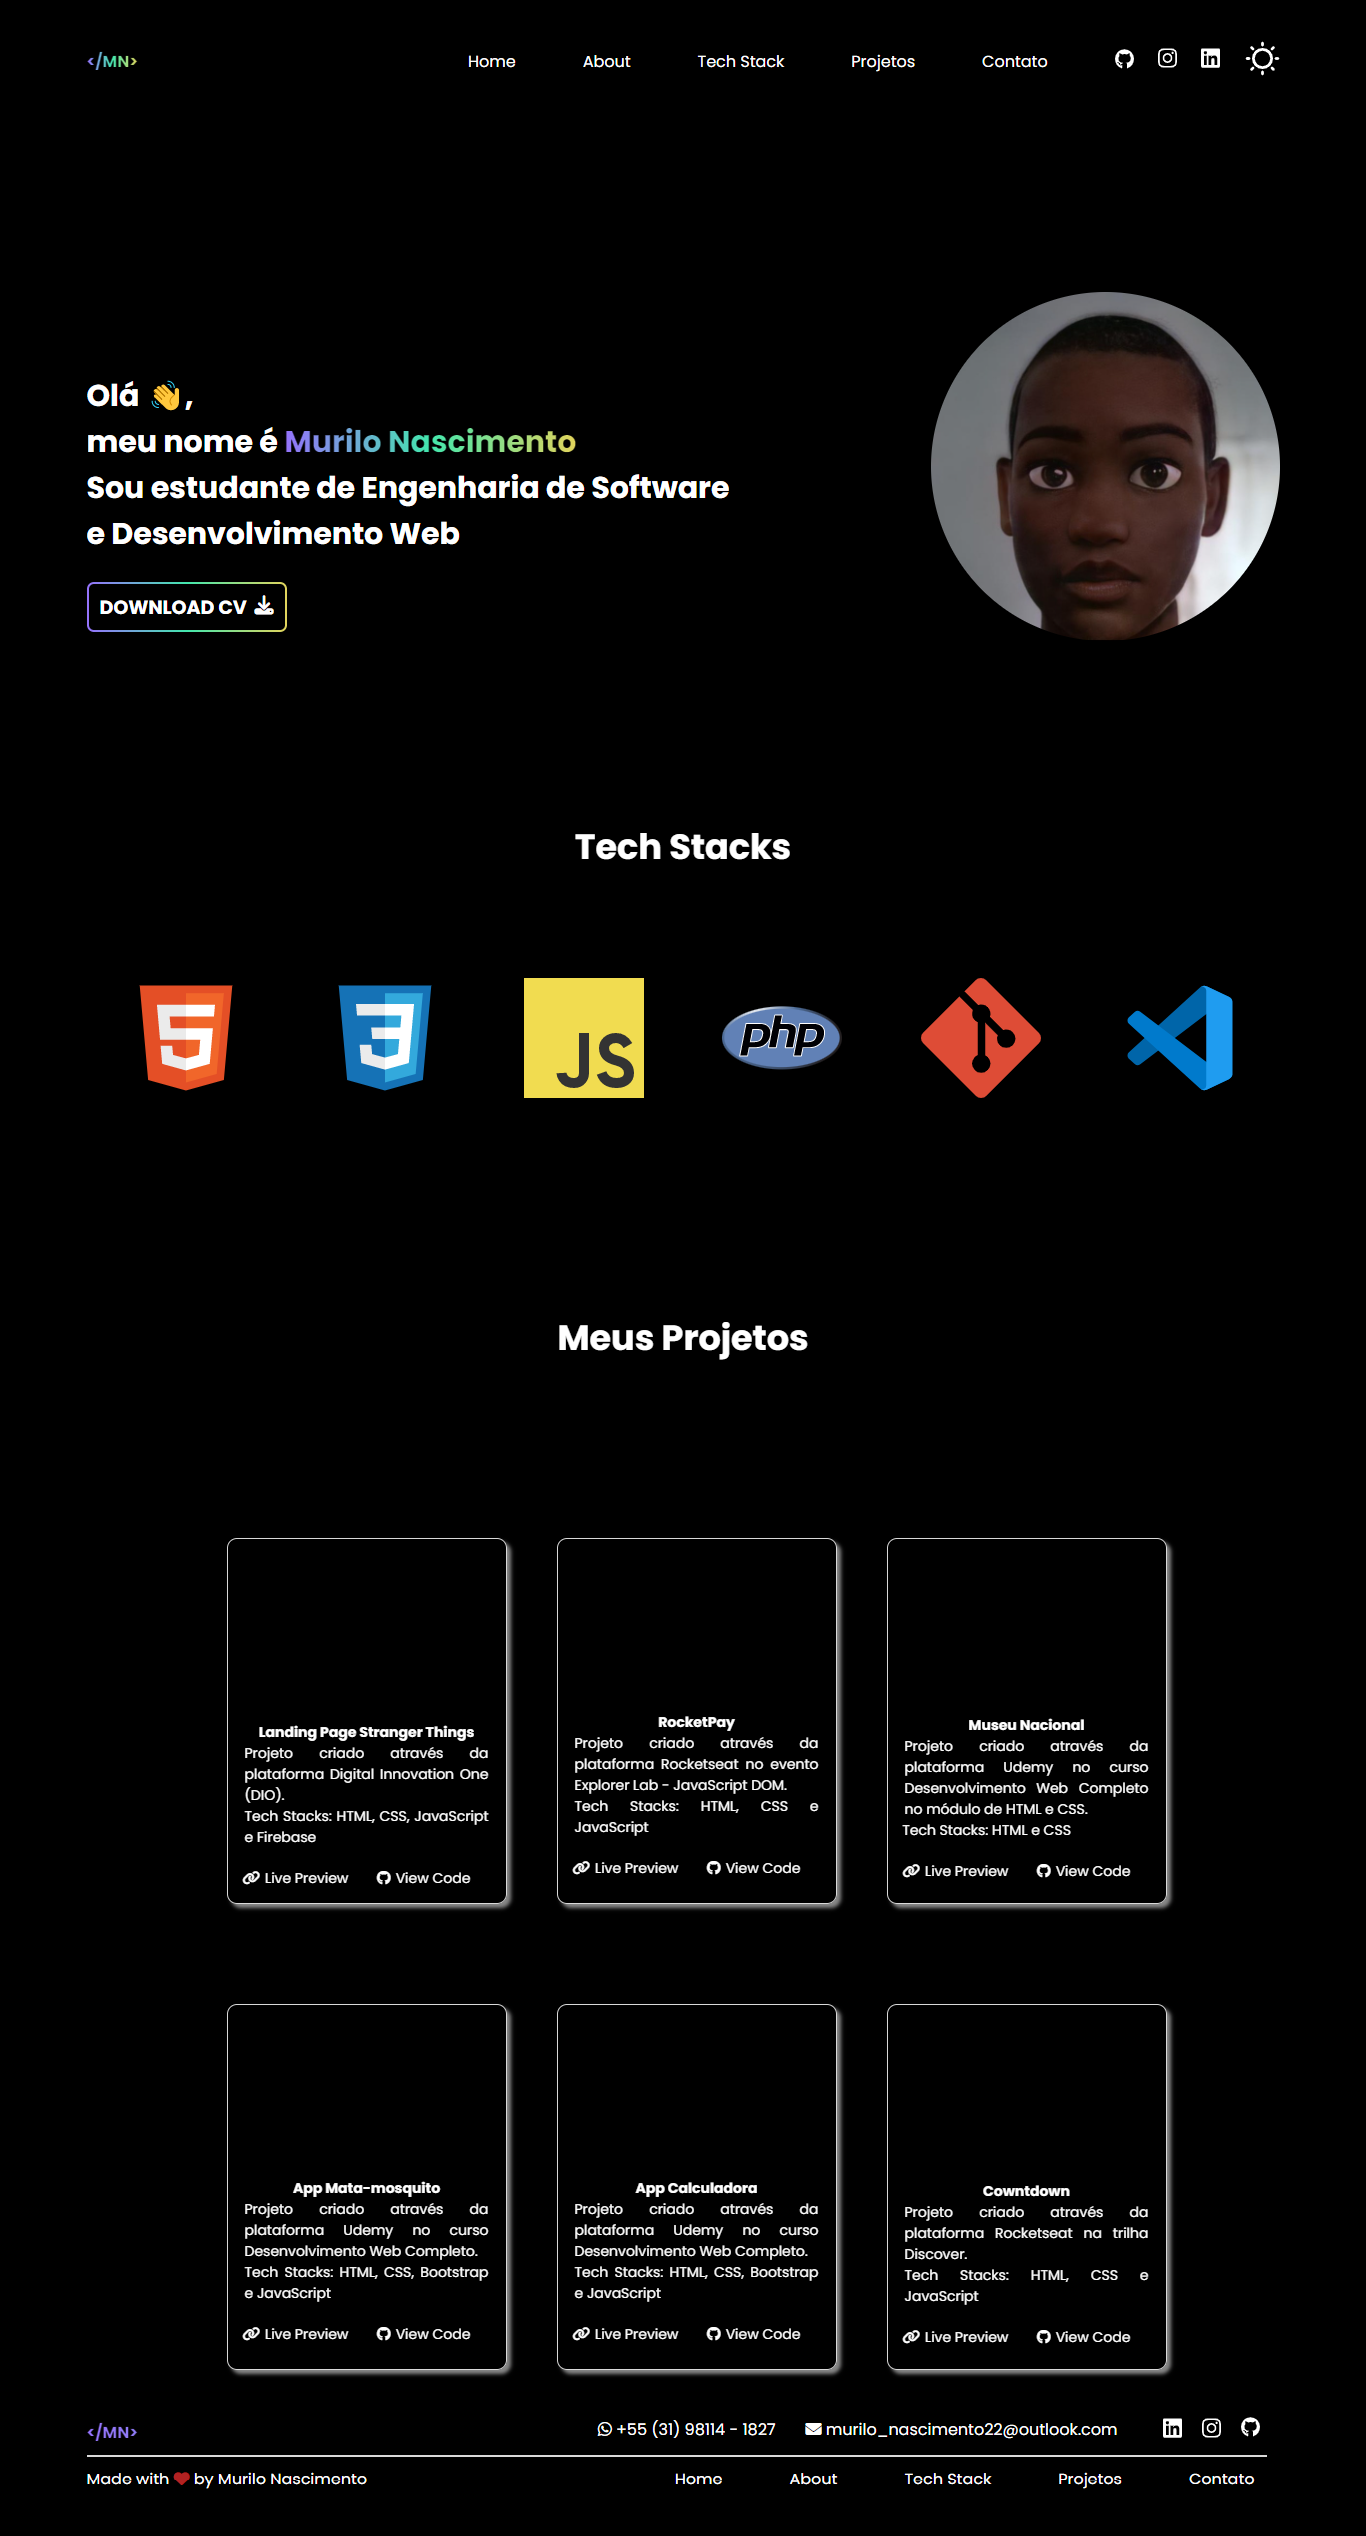 </MN>
Home About Tech Stack Projetos Contato
Olá 👋,
meu nome é Murilo Nascimento
Sou estudante de Engenharia de Software
e Desenvolvimento Web
DOWNLOAD CV
Tech Stacks
5
3
JS
php
Meus Projetos
Landing Page Stranger Things
Projeto criado através da
plataforma Digital Innovation One
(DIO).
Tech Stacks: HTML, CSS, JavaScript
e Firebase
Live Preview View Code
RocketPay
Projeto criado através da
plataforma Rocketseat no evento
Explorer Lab - JavaScript DOM.
Tech Stacks: HTML, CSS e
JavaScript
Live Preview View Code
Museu Nacional
Projeto criado através da
plataforma Udemy no curso
Desenvolvimento Web Completo
no módulo de HTML e CSS.
Tech Stacks: HTML e CSS
Live Preview View Code
App Mata-mosquito
Projeto criado através da
plataforma Udemy no curso
Desenvolvimento Web Completo.
Tech Stacks: HTML, CSS, Bootstrap
e JavaScript
Live Preview View Code
App Calculadora
Projeto criado através da
plataforma Udemy no curso
Desenvolvimento Web Completo.
Tech Stacks: HTML, CSS, Bootstrap
e JavaScript
Live Preview View Code
Cowntdown
Projeto criado através da
plataforma Rocketseat na trilha
Discover.
Tech Stacks: HTML, CSS e
JavaScript
Live Preview View Code
</MN>
+55 (31) 98114 - 1827 murilo_nascimento22@outlook.com
Made with ❤ by Murilo Nascimento
Home About Tech Stack Projetos Contato